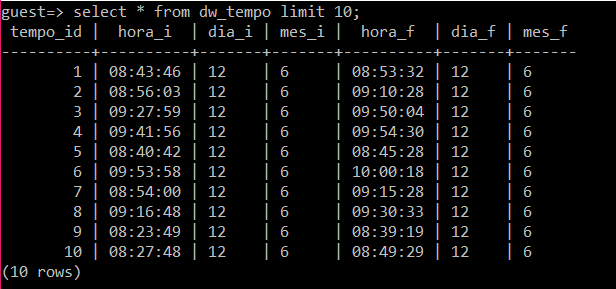 guest=> select * from dw_tempo limit 10;
 tempo_id |  hora_i  | dia_i | mes_i |  hora_f  | dia_f | mes_f
----------+----------+-------+-------+----------+-------+-------
        1 | 08:43:46 | 12    | 6     | 08:53:32 | 12    | 6
        2 | 08:56:03 | 12    | 6     | 09:10:28 | 12    | 6
        3 | 09:27:59 | 12    | 6     | 09:50:04 | 12    | 6
        4 | 09:41:56 | 12    | 6     | 09:54:30 | 12    | 6
        5 | 08:40:42 | 12    | 6     | 08:45:28 | 12    | 6
        6 | 09:53:58 | 12    | 6     | 10:00:18 | 12    | 6
        7 | 08:54:00 | 12    | 6     | 09:15:28 | 12    | 6
        8 | 09:16:48 | 12    | 6     | 09:30:33 | 12    | 6
        9 | 08:23:49 | 12    | 6     | 08:39:19 | 12    | 6
       10 | 08:27:48 | 12    | 6     | 08:49:29 | 12    | 6
(10 rows)